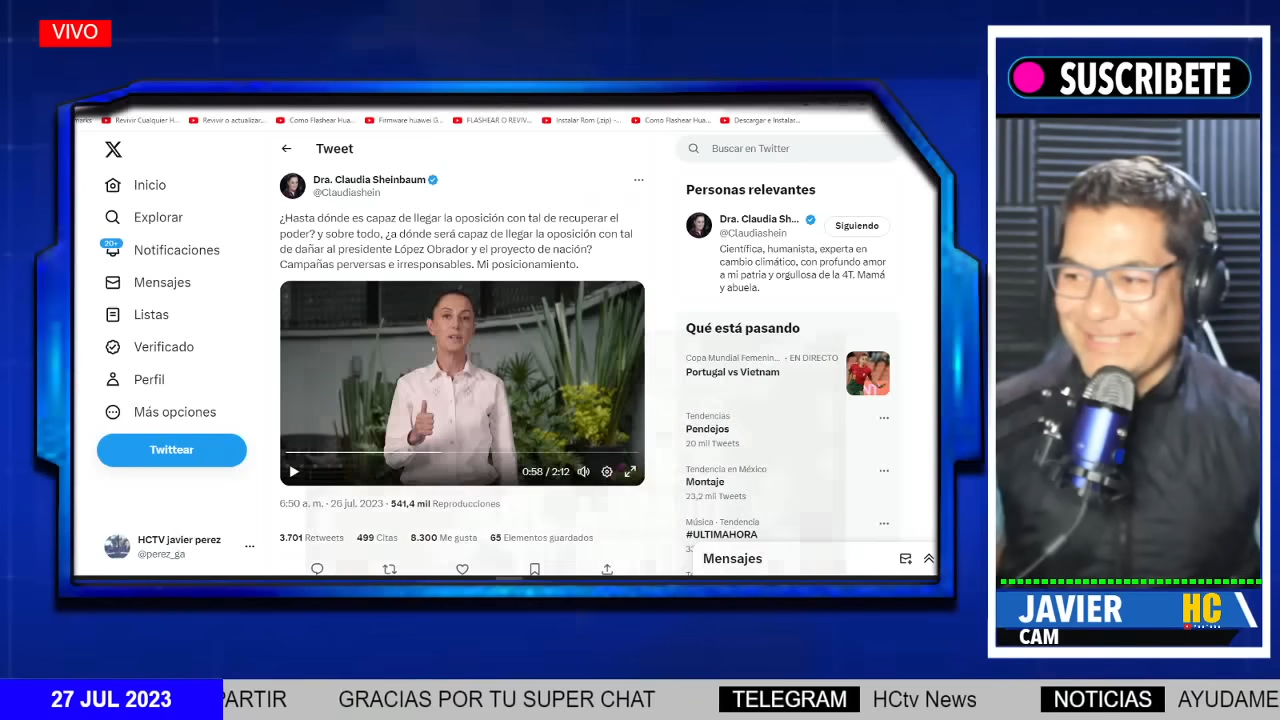 VIVO
SUSCRIBETE
marks Revivir Cualquier H... Revivir o actualizar... Como Flashear Hua... Firmware huawei G... FLASHEAR O REVIV... Instalar Rom (.zip) -... Como Flashear Hua... Descargar e Instalar...
X
Inicio
Explorar
20+
Notificaciones
Mensajes
Listas
Verificado
Perfil
Más opciones
Twittear
HCTV javier perez
@perez_ga
Tweet
Dra. Claudia Sheinbaum
@Claudiashein
¿Hasta dónde es capaz de llegar la oposición con tal de recuperar el
poder? y sobre todo, ¿a dónde será capaz de llegar la oposición con tal
de dañar al presidente López Obrador y el proyecto de nación?
Campañas perversas e irresponsables. Mi posicionamiento.
0:58 / 2:12
6:50 a. m. · 26 jul. 2023 · 541,4 mil Reproducciones
3.701 Retweets 499 Citas 8.300 Me gusta 65 Elementos guardados
Buscar en Twitter
Personas relevantes
Dra. Claudia Sh...
@Claudiashein
Siguiendo
Científica, humanista, experta en
cambio climático, con profundo amor
a mi patria y orgullosa de la 4T. Mamá
y abuela.
Qué está pasando
Copa Mundial Femenin... · EN DIRECTO
Portugal vs Vietnam
Tendencias
Pendejos
20 mil Tweets
Tendencia en México
Montaje
23,2 mil Tweets
Música · Tendencia
#ULTIMAHORA
Mensajes
JAVIER
CAM
HC
27 JUL 2023
PARTIR GRACIAS POR TU SUPER CHAT TELEGRAM HCtv News NOTICIAS AYUDAME